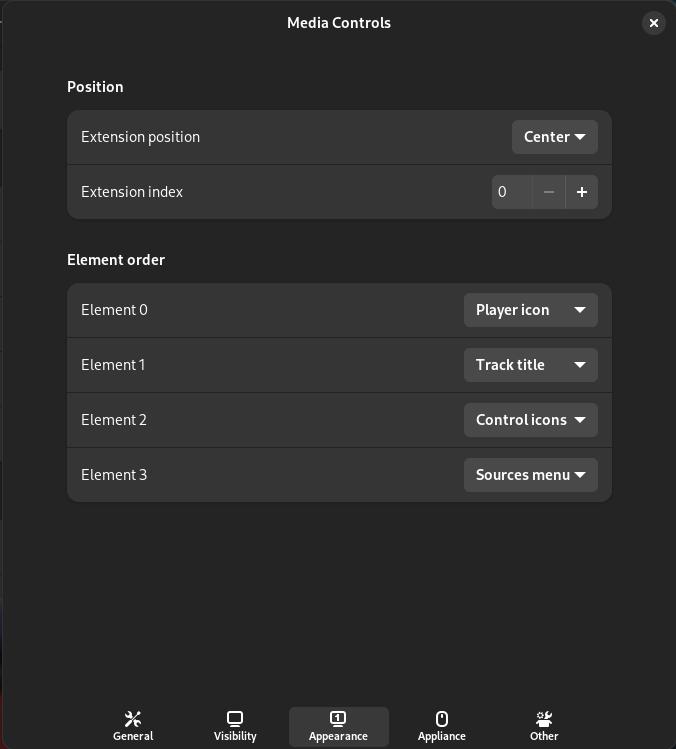 Media Controls
Position
Extension position Center
Extension index 0
Element order
Element 0 Player icon
Element 1 Track title
Element 2 Control icons
Element 3 Sources menu
General Visibility Appearance Appliance Other